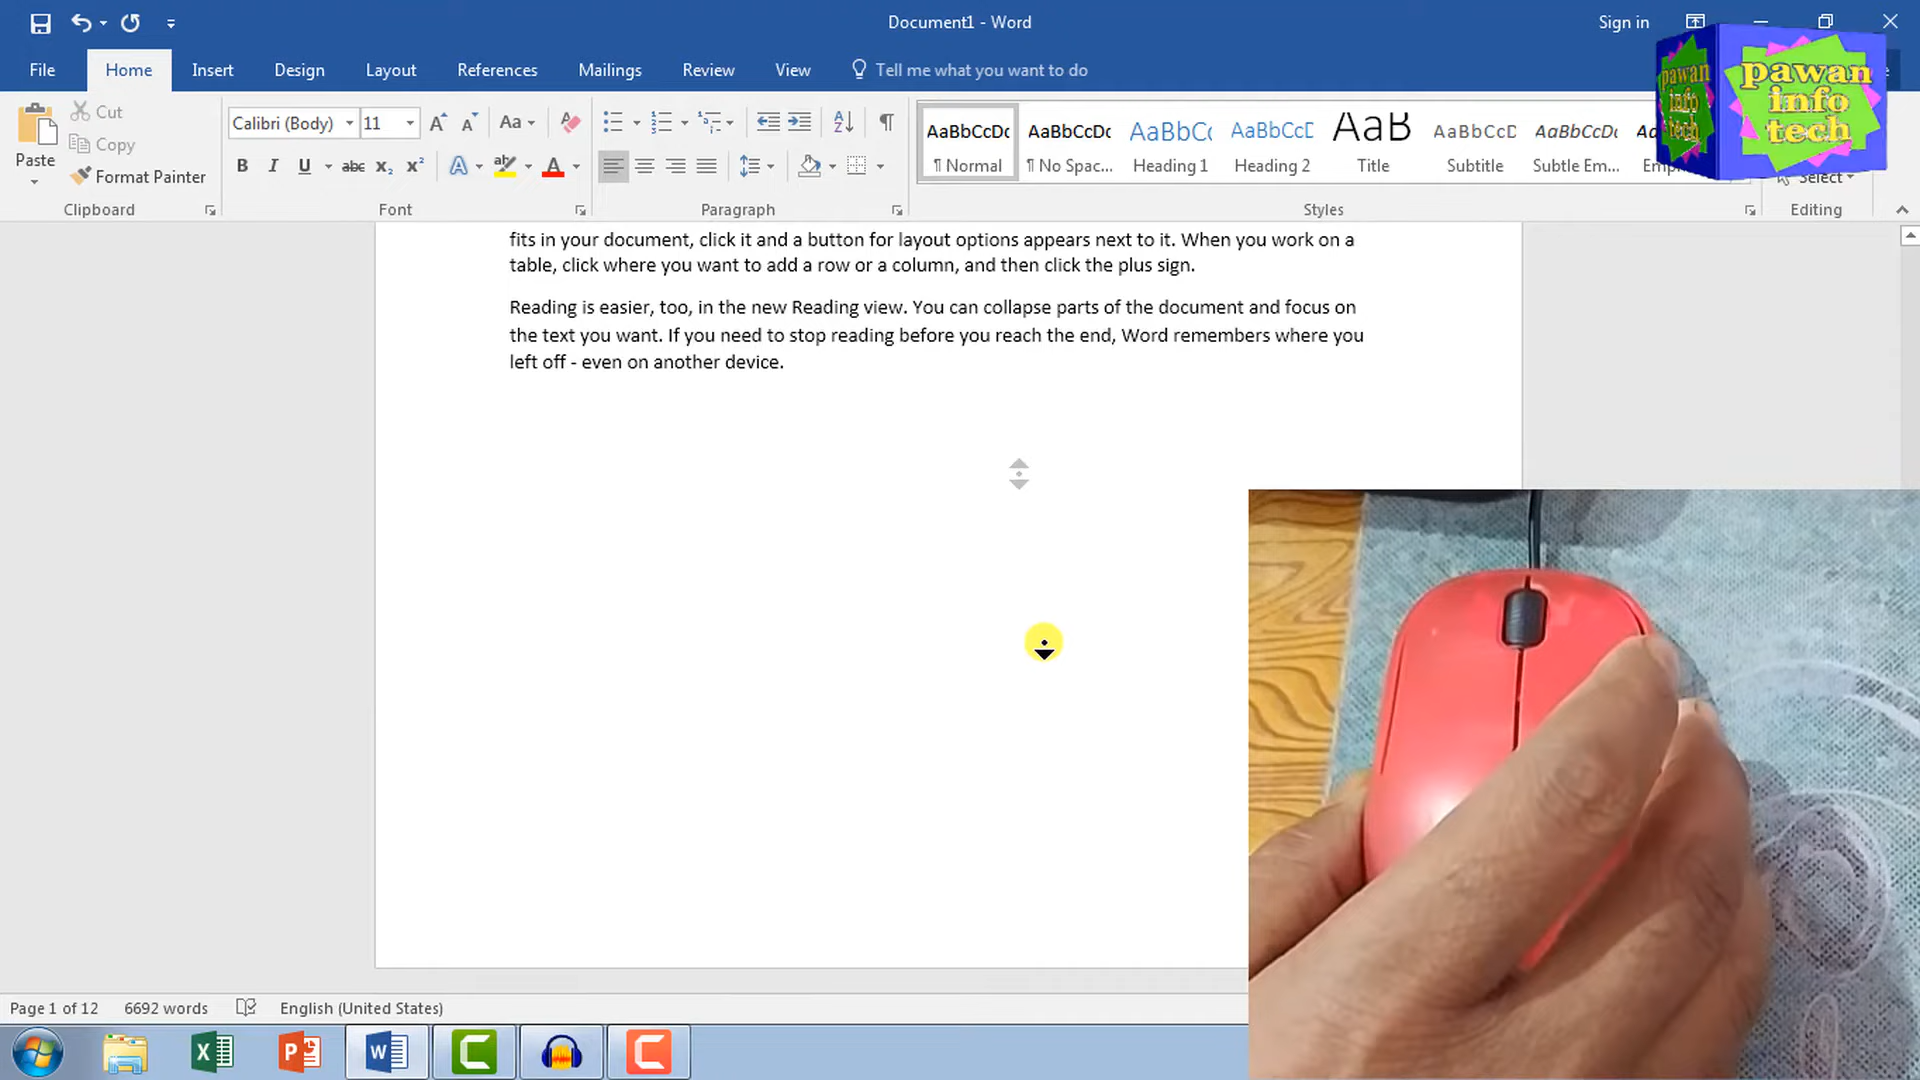 Document1 - Word
Sign in
File Home Insert Design Layout References Mailings Review View Tell me what you want to do
pawan
info
tech
pawan
info
tech
Paste
Cut
Copy
Format Painter
Clipboard
Calibri (Body) 11
Aa
B I U abc x₂ x²
A A
Font
Paragraph
AaBbCcDc AaBbCcDc AaBbC AaBbCcD AaB AaBbCcD AaBbCcDc
¶ Normal ¶ No Spac... Heading 1 Heading 2 Title Subtitle Subtle Em...
Styles
Select
Editing
fits in your document, click it and a button for layout options appears next to it. When you work on a
table, click where you want to add a row or a column, and then click the plus sign.
Reading is easier, too, in the new Reading view. You can collapse parts of the document and focus on
the text you want. If you need to stop reading before you reach the end, Word remembers where you
left off - even on another device.
Page 1 of 12 6692 words English (United States)